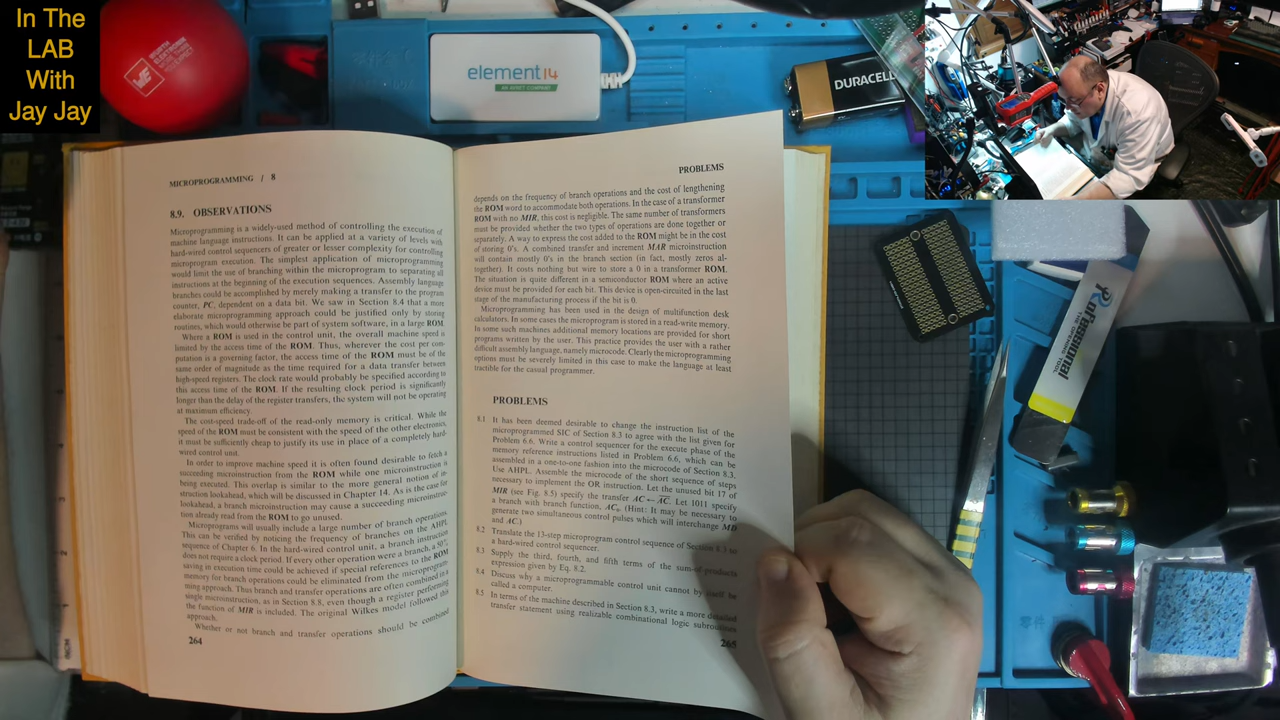 In The
LAB
With
Jay Jay
element14
AN AVNET COMPANY
DURACELL
MICROPROGRAMMING / 8
8.9. OBSERVATIONS
Microprogramming is a widely-used method of controlling the execution of
machine language instructions. It can be applied at a variety of levels with
hard-wired control sequences of greater or lesser complexity for controlling
microprogram execution. The simplest application of microprogramming
would limit the use of branching within the microprogram to separating all
instructions at the beginning of the execution sequences. Assembly language
branches could be accomplished by merely making a transfer to the program
counter, PC, dependent on a data bit. We saw in Section 8.4 that a more
elaborate microprogramming approach could be justified only by storing
routines, which would otherwise be part of system software, in a large ROM.
Where a ROM is used in the control unit, the overall machine speed is
limited by the access time of the ROM. Thus, wherever the cost per com-
putation is a governing factor, the access time of the ROM must be of the
same order of magnitude as the time required for a data transfer between
high-speed registers. The clock rate would probably be specified according to
this access time of the ROM. If the resulting clock period is significantly
longer than the delay of the register transfers, the system will not be operating
at maximum efficiency.
The cost-speed trade-off of the read-only memory is critical. While the
speed of the ROM must be consistent with the speed of the other electronics,
it must be sufficiently cheap to justify its use in place of a completely hard-
wired control unit.
In order to improve machine speed it is often found desirable to fetch a
succeeding microinstruction from the ROM while one microinstruction is
being executed. This overlap is similar to the more general notion of in-
struction lookahead, which will be discussed in Chapter 14. As is the case for
lookahead, a branch microinstruction may cause a succeeding microinstruc-
tion already read from the ROM to go unused.
Microprograms will usually include a large number of branch operations.
This can be verified by noticing the frequency of branches on the AHPL
sequence of Chapter 6. In the hard-wired control unit, a branch instruction
does not require a clock period. If every other operation were a branch, a 50%
saving in execution time could be achieved if special references to the ROM
memory for branch operations could be eliminated from the microprogram-
ming approach. Thus branch and transfer operations are often combined in a
single microinstruction, as in Section 8.8, even though a register performing
the function of MIR is included. The original Wilkes model followed this
approach.
Whether or not branch and transfer operations should be combined
264
PROBLEMS
depends on the frequency of branch operations and the cost of lengthening
the ROM word to accommodate both operations. In the case of a transformer
ROM with no MIR, this cost is negligible. The same number of transformers
must be provided whether the two types of operations are done together or
separately. A way to express the cost added to the ROM might be in the cost
of storing 0's. A combined transfer and increment MAR microinstruction
will contain mostly 0's in the branch section (in fact, mostly zeros al-
together). It costs nothing but wire to store a 0 in a transformer ROM.
The situation is quite different in a semiconductor ROM where an active
device must be provided for each bit. This device is open-circuited in the last
stage of the manufacturing process if the bit is 0.
Microprogramming has been used in the design of multifunction desk
calculators. In some cases the microprogram is stored in a read-write memory.
In some such machines additional memory locations are provided for short
programs written by the user. This practice provides the user with a rather
difficult assembly language, namely microcode. Clearly the microprogramming
options must be severely limited in this case to make the language at least
tractible for the casual programmer.
PROBLEMS
8.1 It has been deemed desirable to change the instruction list of the
microprogrammed SIC of Section 8.3 to agree with the list given for
Problem 6.6. Write a control sequencer for the execute phase of the
memory reference instructions listed in Problem 6.6, which can be
assembled in a one-to-one fashion into the microcode of Section 8.3.
Use AHPL. Assemble the microcode of the short sequence of steps
necessary to implement the OR instruction. Let the unused bit 17 of
MIR (see Fig. 8.5) specify the transfer AC ← A̅C̅. Let 1011 specify
a branch with branch function, AC₀. (Hint: It may be necessary to
generate two simultaneous control pulses which will interchange MD
and AC.)
8.2 Translate the 13-step microprogram control sequence of Section 8.3 to
a hard-wired control sequencer.
8.3 Supply the third, fourth, and fifth terms of the sum-of-products
expression given by Eq. 8.2.
8.4 Discuss why a microprogrammable control unit cannot by itself be
called a computer.
8.5 In terms of the machine described in Section 8.3, write a more detailed
transfer statement using realizable combinational logic subroutines
265